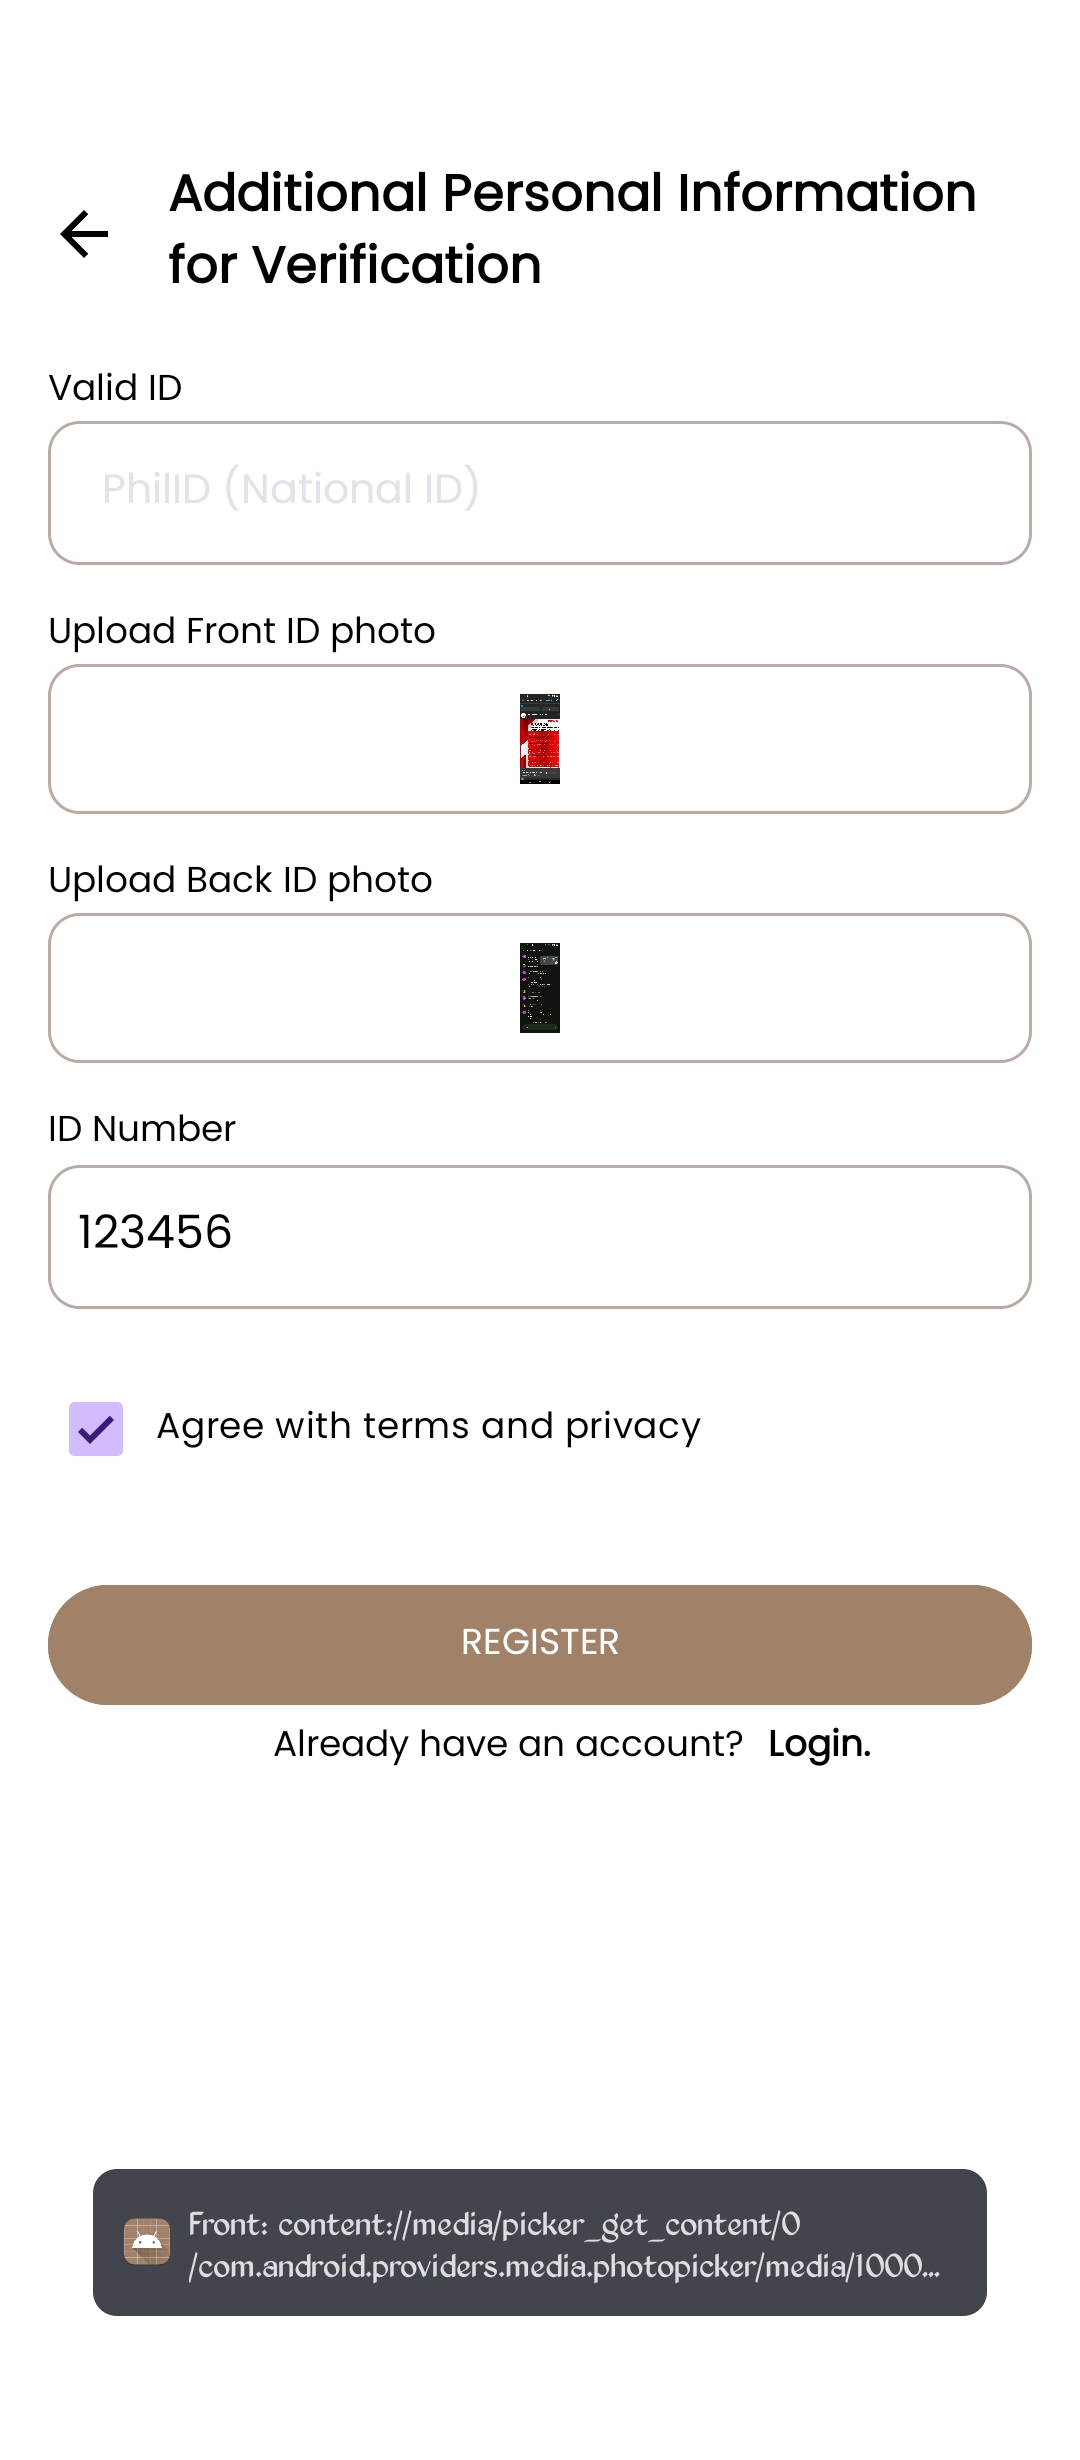 Additional Personal Information
for Verification
Valid ID
PhilID (National ID)
Upload Front ID photo
Upload Back ID photo
ID Number
123456
Agree with terms and privacy
REGISTER
Already have an account? Login.
Front: content://media/picker_get_content/0
/com.android.providers.media.photopicker/media/1000...